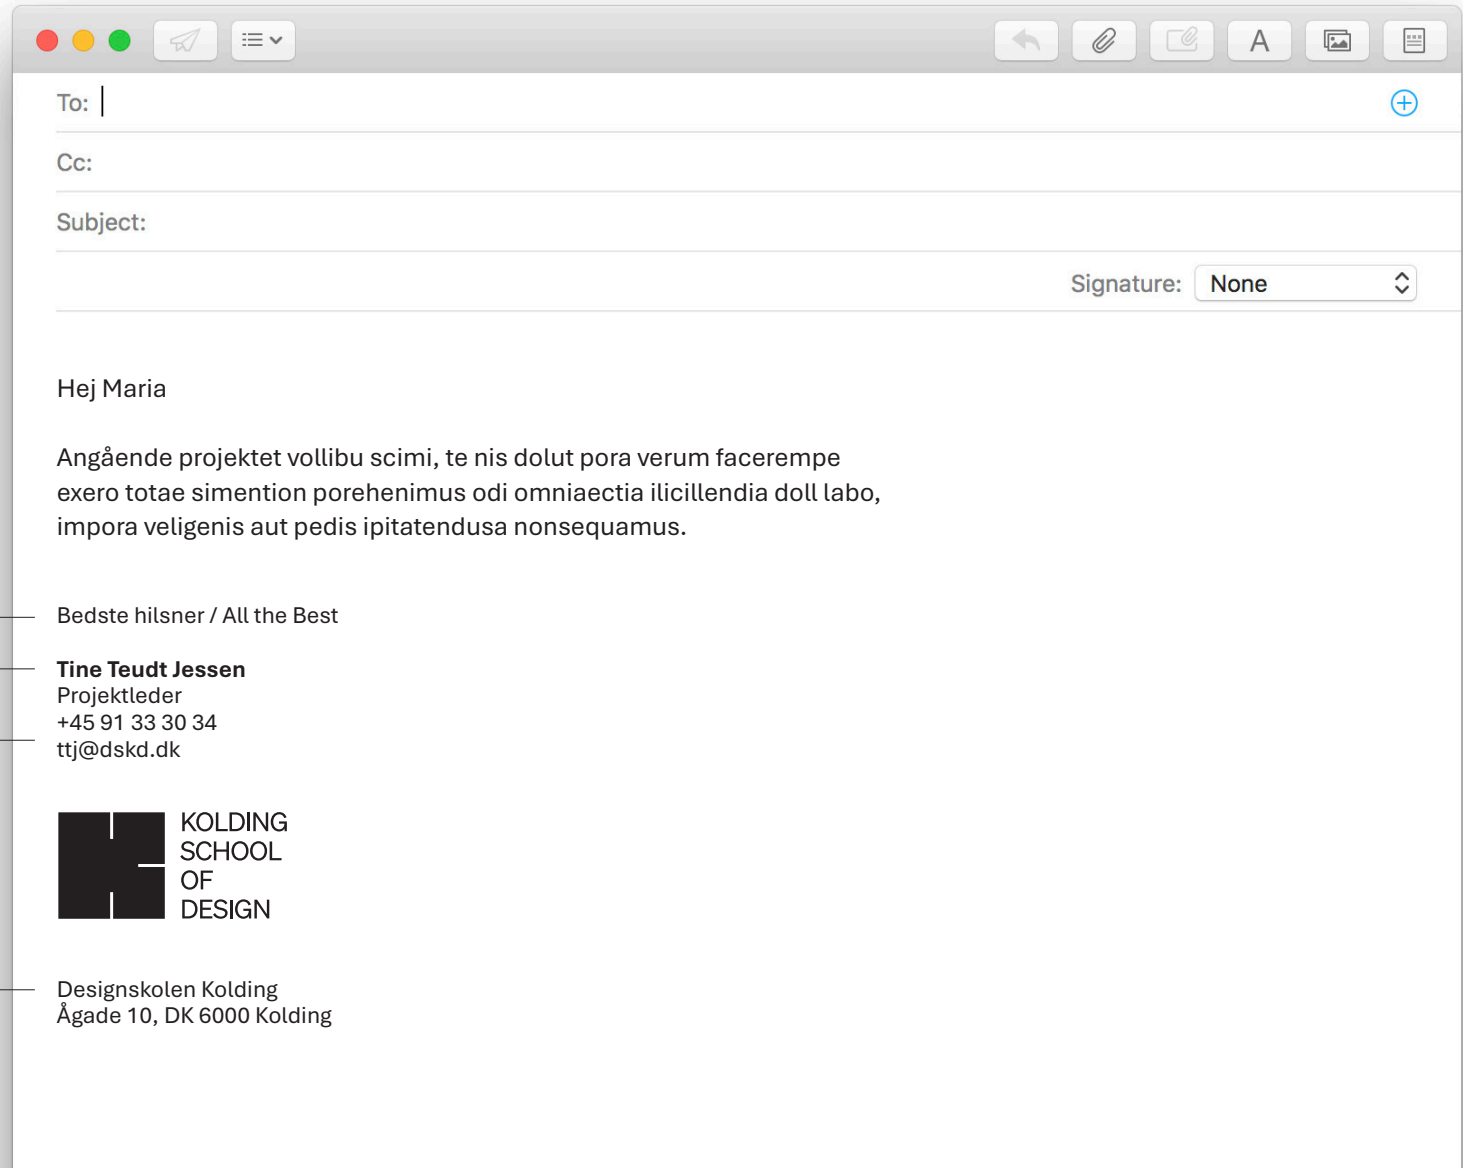 To:
Cc:
Subject:
Signature: None
Hej Maria
Angående projektet vollibu scimi, te nis dolut pora verum facerempe
exero totae simention porehenimus odi omniaectia ilicillendia doll labo,
impora veligenis aut pedis ipitatendusa nonsequamus.
Bedste hilsner / All the Best
Tine Teudt Jessen
Projektleder
+45 91 33 30 34
ttj@dskd.dk
KOLDING
SCHOOL
OF
DESIGN
Designskolen Kolding
Ågade 10, DK 6000 Kolding